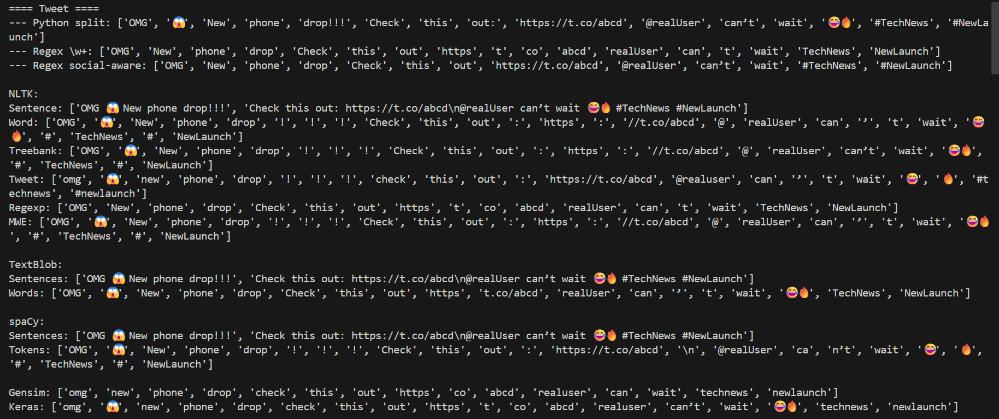 ==== Tweet ====
--- Python split: ['OMG', '😱', 'New', 'phone', 'drop!!!', 'Check', 'this', 'out:', 'https://t.co/abcd', '@realUser', 'can’t', 'wait', '😂🔥', '#TechNews', '#NewLa
unch']
--- Regex \w+: ['OMG', 'New', 'phone', 'drop', 'Check', 'this', 'out', 'https', 't', 'co', 'abcd', 'realUser', 'can', 't', 'wait', 'TechNews', 'NewLaunch']
--- Regex social-aware: ['OMG', 'New', 'phone', 'drop', 'Check', 'this', 'out', 'https://t.co/abcd', '@realUser', 'can’t', 'wait', '#TechNews', '#NewLaunch']

NLTK:
Sentence: ['OMG 😱 New phone drop!!!', 'Check this out: https://t.co/abcd\n@realUser can’t wait 😂🔥 #TechNews #NewLaunch']
Word: ['OMG', '😱', 'New', 'phone', 'drop', '!', '!', '!', 'Check', 'this', 'out', ':', 'https', ':', '//t.co/abcd', '@', 'realUser', 'can', '’', 't', 'wait', '😂
🔥', '#', 'TechNews', '#', 'NewLaunch']
Treebank: ['OMG', '😱', 'New', 'phone', 'drop', '!', '!', '!', 'Check', 'this', 'out', ':', 'https', ':', '//t.co/abcd', '@', 'realUser', 'can’t', 'wait', '😂🔥',
'#', 'TechNews', '#', 'NewLaunch']
Tweet: ['omg', '😱', 'new', 'phone', 'drop', '!', '!', '!', 'check', 'this', 'out', ':', 'https://t.co/abcd', '@realuser', 'can', '’', 't', 'wait', '😂', '🔥', '#t
echnews', '#newlaunch']
Regexp: ['OMG', 'New', 'phone', 'drop', 'Check', 'this', 'out', 'https', 't', 'co', 'abcd', 'realUser', 'can', 't', 'wait', 'TechNews', 'NewLaunch']
MWE: ['OMG', '😱', 'New', 'phone', 'drop', '!', '!', '!', 'Check', 'this', 'out', ':', 'https', ':', '//t.co/abcd', '@', 'realUser', 'can', '’', 't', 'wait', '😂🔥
', '#', 'TechNews', '#', 'NewLaunch']

TextBlob:
Sentences: ['OMG 😱 New phone drop!!!', 'Check this out: https://t.co/abcd\n@realUser can’t wait 😂🔥 #TechNews #NewLaunch']
Words: ['OMG', '😱', 'New', 'phone', 'drop', 'Check', 'this', 'out', 'https', 't.co/abcd', 'realUser', 'can', '’', 't', 'wait', '😂🔥', 'TechNews', 'NewLaunch']

spaCy:
Sentences: ['OMG 😱 New phone drop!!!', 'Check this out: https://t.co/abcd\n@realUser can’t wait 😂🔥 #TechNews #NewLaunch']
Tokens: ['OMG', '😱', 'New', 'phone', 'drop', '!', '!', '!', 'Check', 'this', 'out', ':', 'https://t.co/abcd', '\n', '@realUser', 'ca', 'n’t', 'wait', '😂', '🔥',
'#', 'TechNews', '#', 'NewLaunch']

Gensim: ['omg', 'new', 'phone', 'drop', 'check', 'this', 'out', 'https', 'co', 'abcd', 'realuser', 'can', 'wait', 'technews', 'newlaunch']
Keras: ['omg', '😱', 'new', 'phone', 'drop', 'check', 'this', 'out', 'https', 't', 'co', 'abcd', 'realuser', 'can’t', 'wait', '😂🔥', 'technews', 'newlaunch']